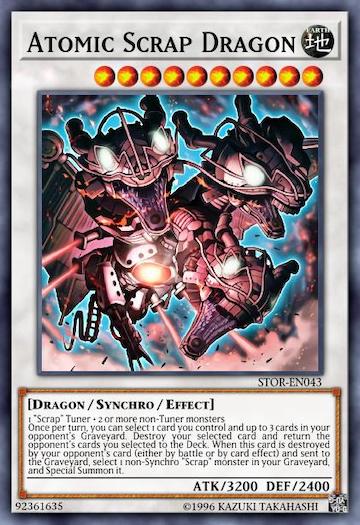 ATOMIC SCRAP DRAGON
EARTH
地
STOR-EN043
[DRAGON / SYNCHRO / EFFECT]
1 "Scrap" Tuner + 2 or more non-Tuner monsters
Once per turn, you can select 1 card you control and up to 3 cards in your
opponent's Graveyard. Destroy your selected card and return the
opponent's cards you selected to the Deck. When this card is destroyed
by your opponent's card (either by battle or by card effect) and sent to
the Graveyard, select 1 non-Synchro "Scrap" monster in your Graveyard,
and Special Summon it.
ATK/3200 DEF/2400
92361635
©1996 KAZUKI TAKAHASHI